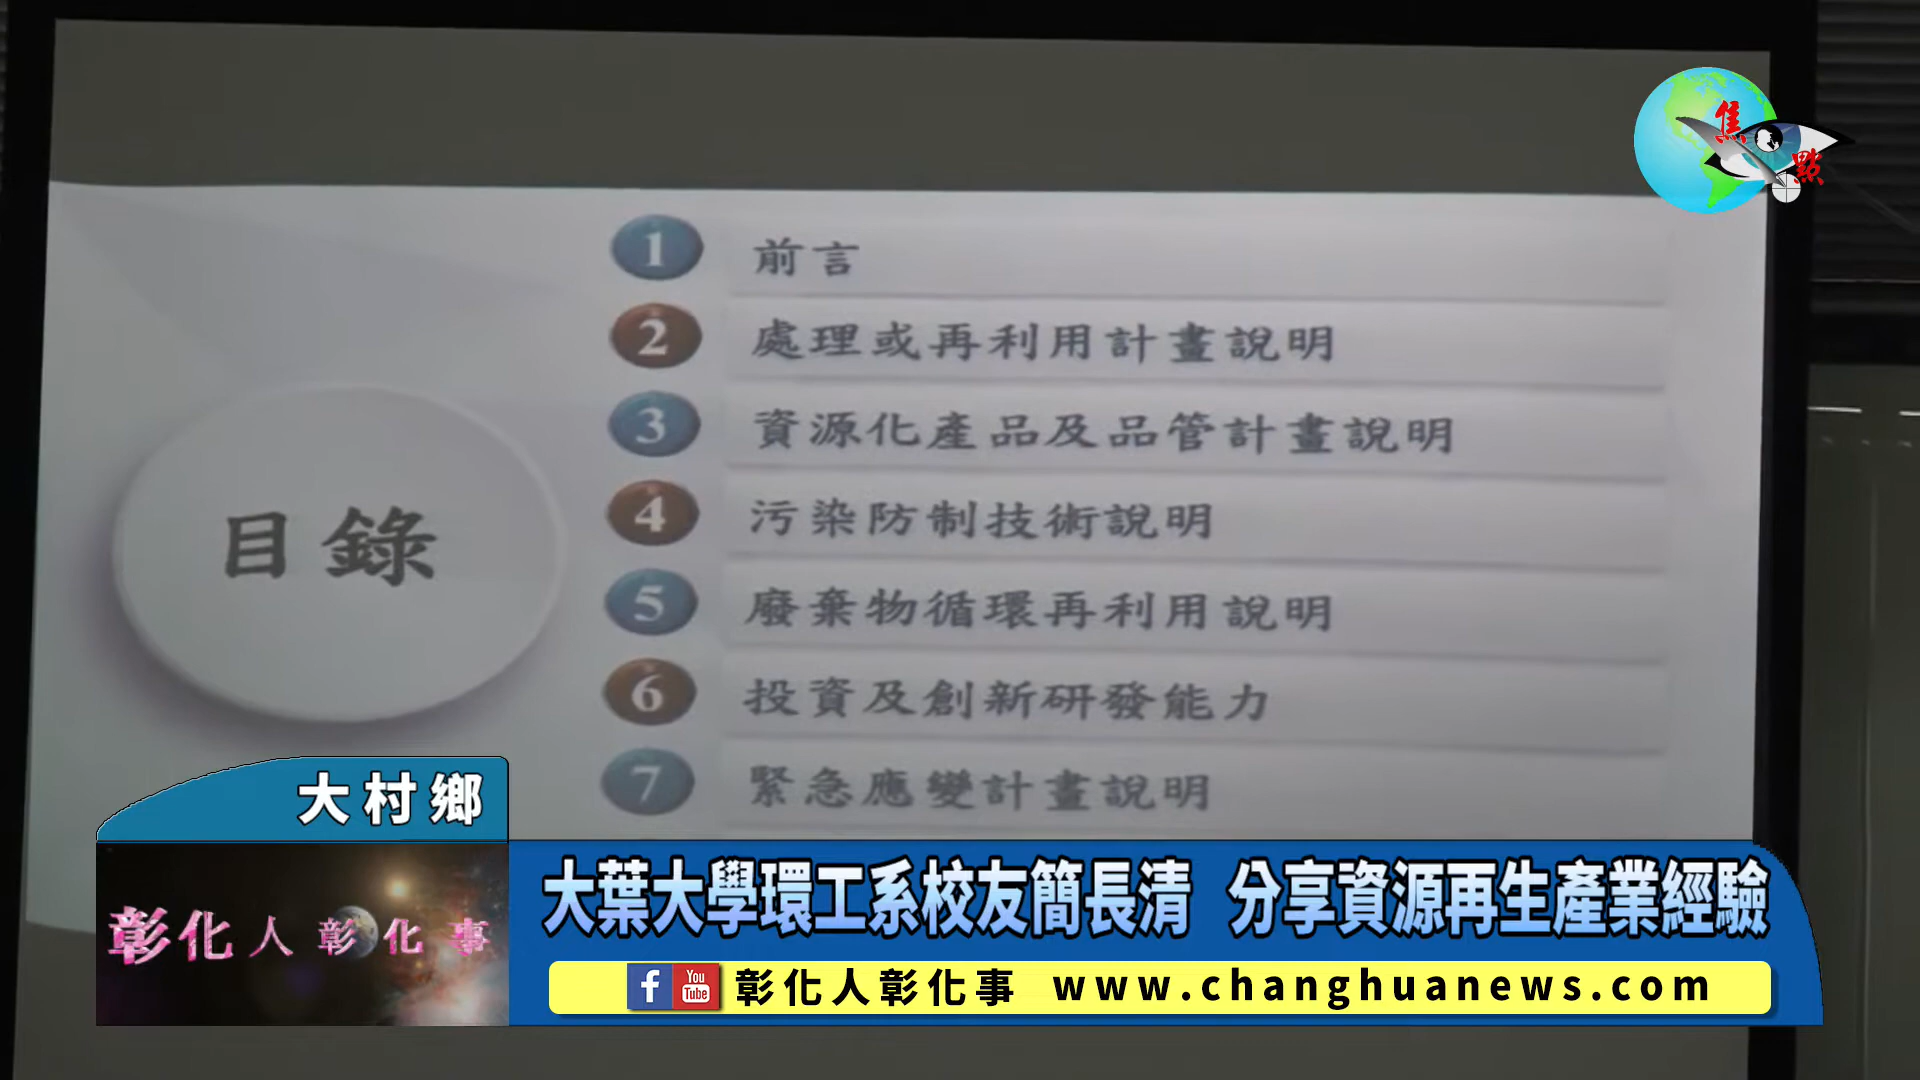 焦點
1 前言
2 處理或再利用計畫說明
3 資源化產品及品管計畫說明
4 污染防制技術說明
目錄
5 廢棄物循環再利用說明
6 投資及創新研發能力
7 緊急應變計畫說明
大村鄉
大葉大學環工系校友簡長清 分享資源再生產業經驗
彰化人彰化事
f You Tube 彰化人彰化事 www.changhuanews.com